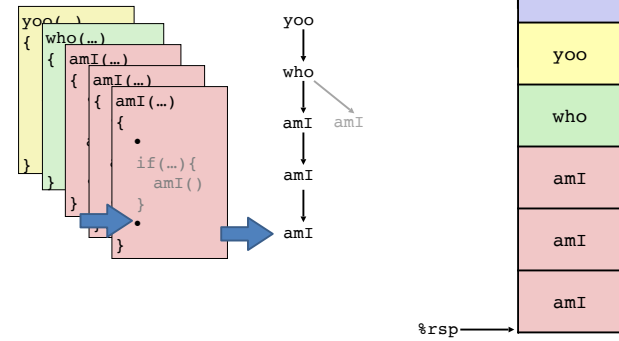 yoo(…)
{
}
who(…)
{
}
amI(…)
{
}
amI(…)
{
amI(…)
{
•
if(…){
amI()
}
•
}
yoo
who
amI amI
amI
amI
yoo
who
amI
amI
amI
%rsp